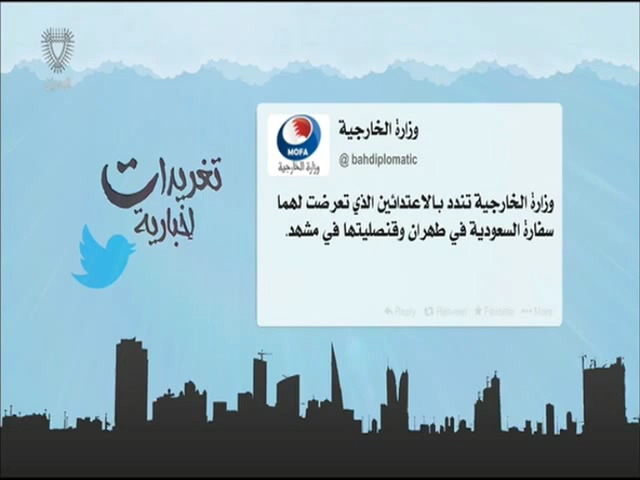 تغريدات
إخبارية
MOFA
وزارة الخارجية
وزارة الخارجية
@bahdiplomatic
وزارة الخارجية تندد بالاعتدائين الذي تعرضت لهما
سفارة السعودية في طهران وقنصليتها في مشهد.
Reply Retweet Favorite More